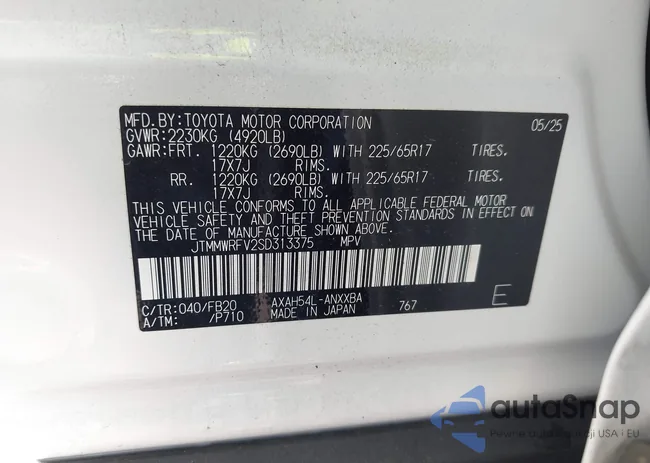 MFD.BY:TOYOTA MOTOR CORPORATION 05/25
GVWR:2230KG (4920LB)
GAWR:FRT. 1220KG (2690LB) WITH 225/65R17 TIRES.
17X7J RIMS.
RR. 1220KG (2690LB) WITH 225/65R17 TIRES.
17X7J RIMS.
THIS VEHICLE CONFORMS TO ALL APPLICABLE FEDERAL MOTOR
VEHICLE SAFETY AND THEFT PREVENTION STANDARDS IN EFFECT ON
THE DATE OF MANUFACTURE SHOWN ABOVE.
JTMMWRFV2SD313375 MPV
C/TR:040/FB20 AXAH54L-ANXXBA 767 E
A/TM: /P710 MADE IN JAPAN
autoSnap
USA i EU